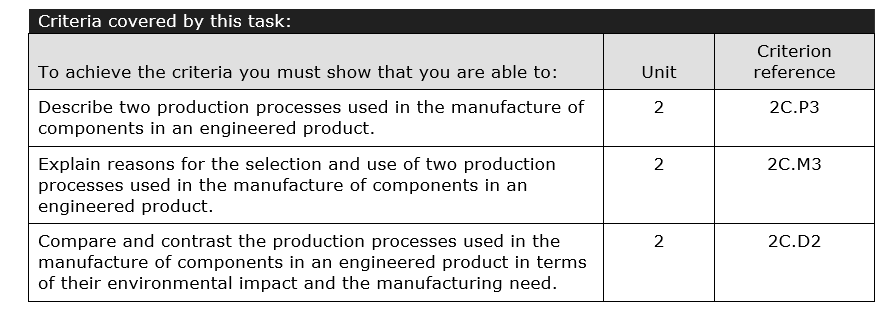 Criteria covered by this task:
To achieve the criteria you must show that you are able to:
Unit
Criterion
reference
Describe two production processes used in the manufacture of
components in an engineered product.
2
2C.P3
Explain reasons for the selection and use of two production
processes used in the manufacture of components in an
engineered product.
2
2C.M3
Compare and contrast the production processes used in the
manufacture of components in an engineered product in terms
of their environmental impact and the manufacturing need.
2
2C.D2